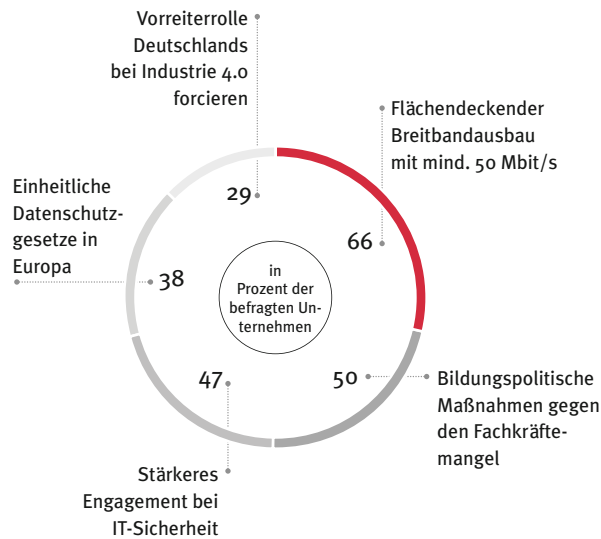 Vorreiterrolle
Deutschlands
bei Industrie 4.0
forcieren
29
Flächendeckender
Breitbandausbau
mit mind. 50 Mbit/s
66
Einheitliche
Datenschutz-
gesetze in
Europa
38
in
Prozent der
befragten Un-
ternehmen
47
Stärkeres
Engagement bei
IT-Sicherheit
50
Bildungspolitische
Maßnahmen gegen
den Fachkräfte-
mangel